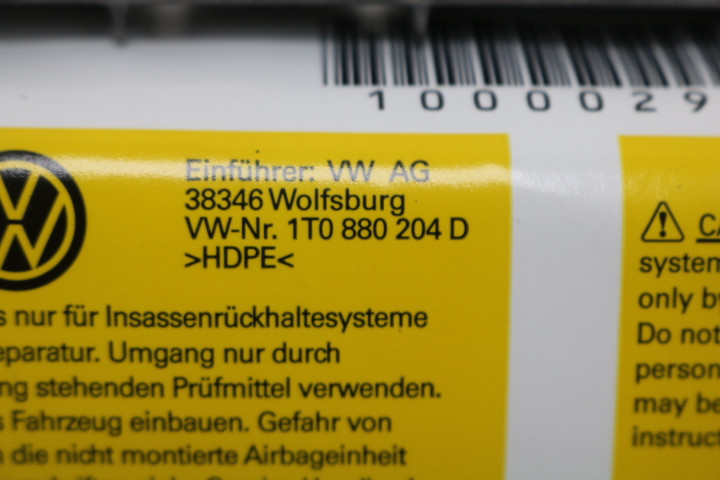 1000029
Einführer: VW AG
38346 Wolfsburg
VW-Nr. 1T0 880 204 D
>HDPE<
s nur für Insassenrückhaltesysteme
eparatur. Umgang nur durch
ng stehenden Prüfmittel verwenden.
s Fahrzeug einbauen. Gefahr von
n die nicht montierte Airbageinheit
CA
system
only by
Do not
person
may be
instruct